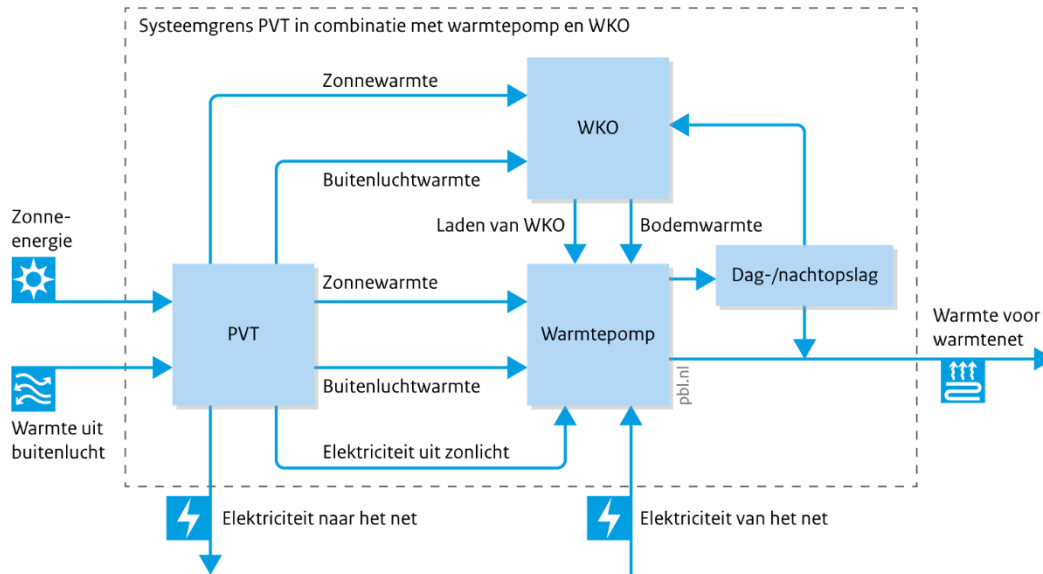 Systeemgrens PVT in combinatie met warmtepomp en WKO
Zonnewarmte
WKO
Buitenluchtwarmte
Zonne-
energie
Laden van WKO
Bodemwarmte
Zonnewarmte
Dag-/nachtopslag
PVT
Warmtepomp
Warmte voor
warmtenet
Buitenluchtwarmte
pbl.nl
Warmte uit
buitenlucht
Elektriciteit uit zonlicht
Elektriciteit naar het net
Elektriciteit van het net